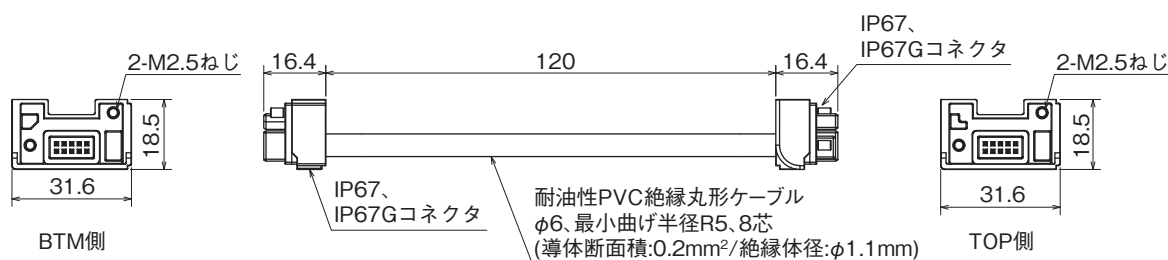 2-M2.5ねじ
18.5
31.6
BTM側
16.4
120
16.4
IP67、
IP67Gコネクタ
IP67、
IP67Gコネクタ
耐油性PVC絶縁丸形ケーブル
φ6、最小曲げ半径R5、8芯
(導体断面積:0.2mm²/絶縁体径:φ1.1mm)
2-M2.5ねじ
18.5
31.6
TOP側